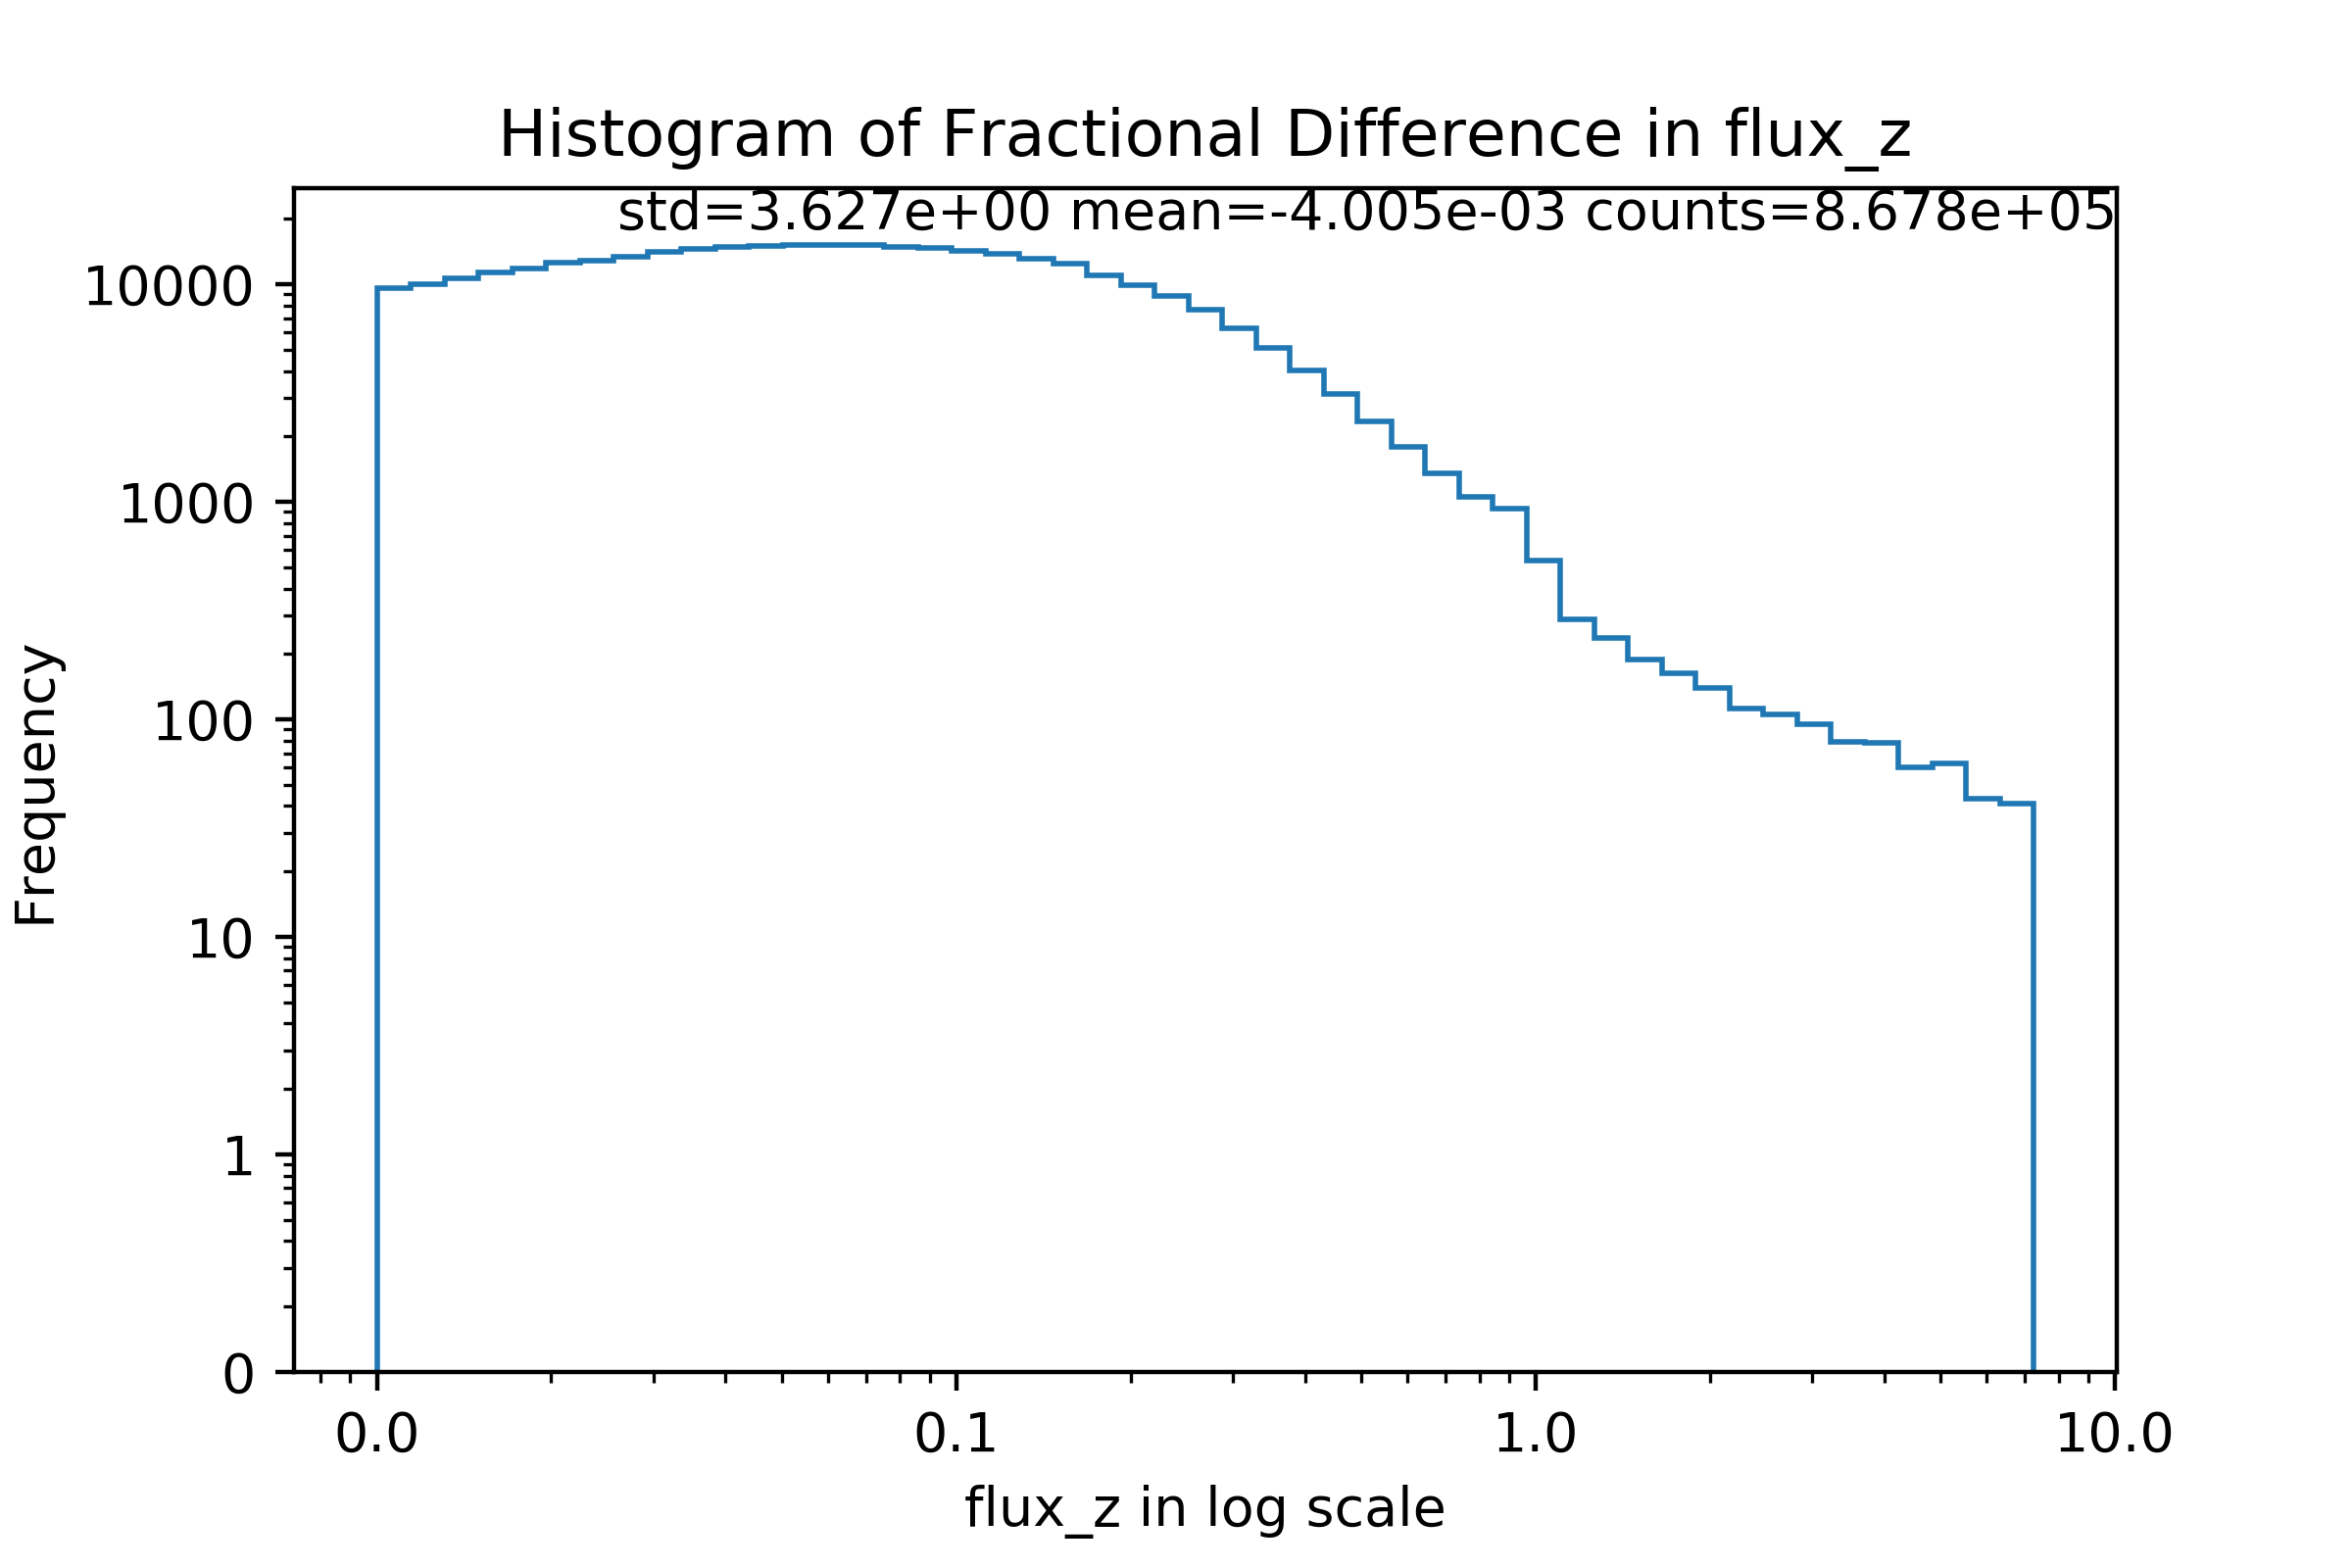 Histogram of Fractional Difference in flux_z
std=3.627e+00 mean=-4.005e-03 counts=8.678e+05
10000
1000
100
10
1
0
Frequency
0.0 0.1 1.0 10.0
flux_z in log scale